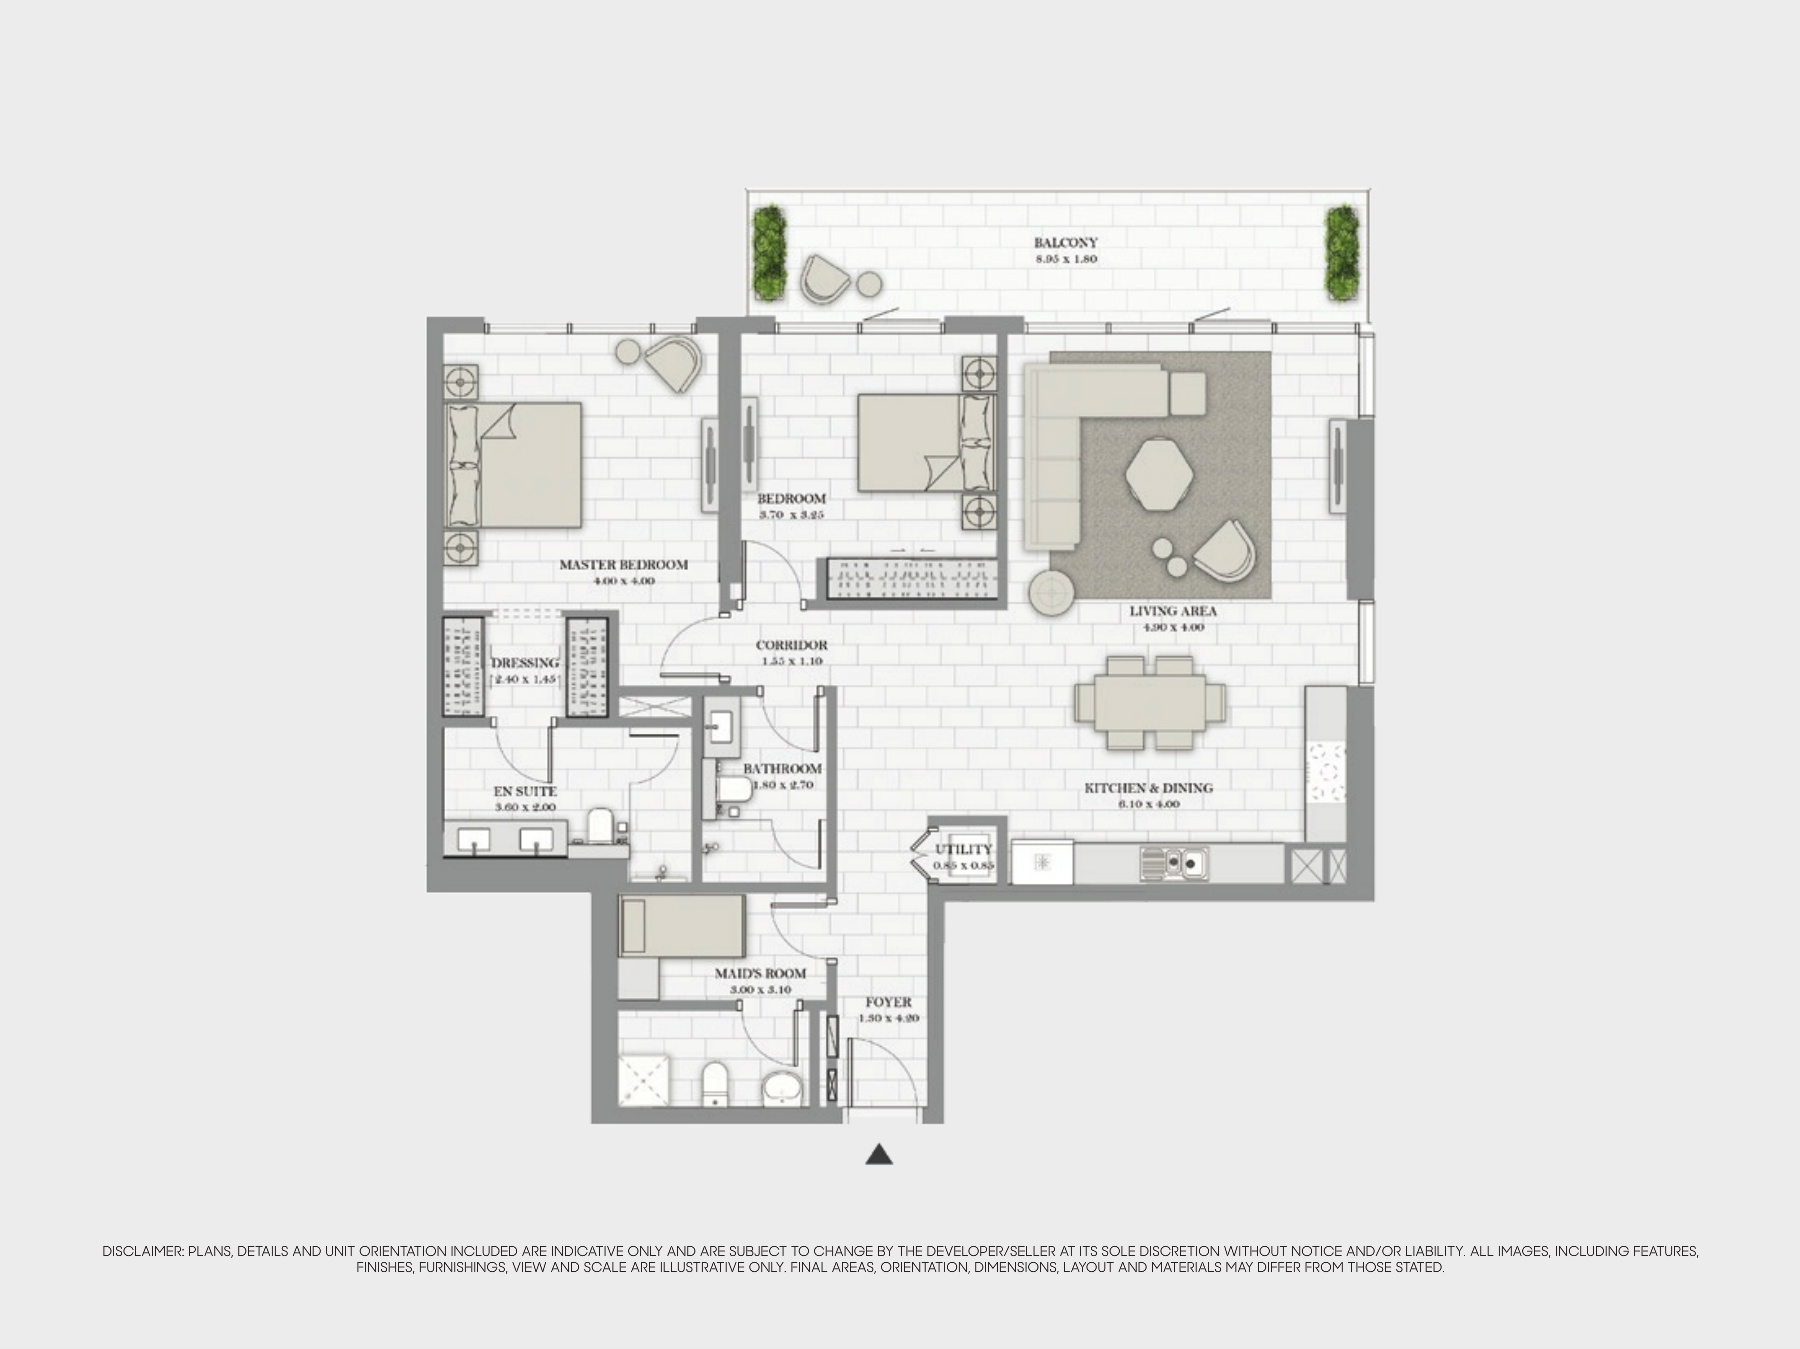 BALCONY
8.95 x 1.80
BEDROOM
3.70 x 3.25
MASTER BEDROOM
4.00 x 4.00
LIVING AREA
4.90 x 4.00
CORRIDOR
1.55 x 1.10
DRESSING
2.40 x 1.45
BATHROOM
1.80 x 2.70
EN SUITE
3.60 x 2.00
KITCHEN & DINING
6.10 x 4.00
UTILITY
0.85 x 0.85
MAID'S ROOM
3.00 x 3.10
FOYER
1.50 x 4.20
DISCLAIMER: PLANS, DETAILS AND UNIT ORIENTATION INCLUDED ARE INDICATIVE ONLY AND ARE SUBJECT TO CHANGE BY THE DEVELOPER/SELLER AT ITS SOLE DISCRETION WITHOUT NOTICE AND/OR LIABILITY. ALL IMAGES, INCLUDING FEATURES,
FINISHES, FURNISHINGS, VIEW AND SCALE ARE ILLUSTRATIVE ONLY. FINAL AREAS, ORIENTATION, DIMENSIONS, LAYOUT AND MATERIALS MAY DIFFER FROM THOSE STATED.